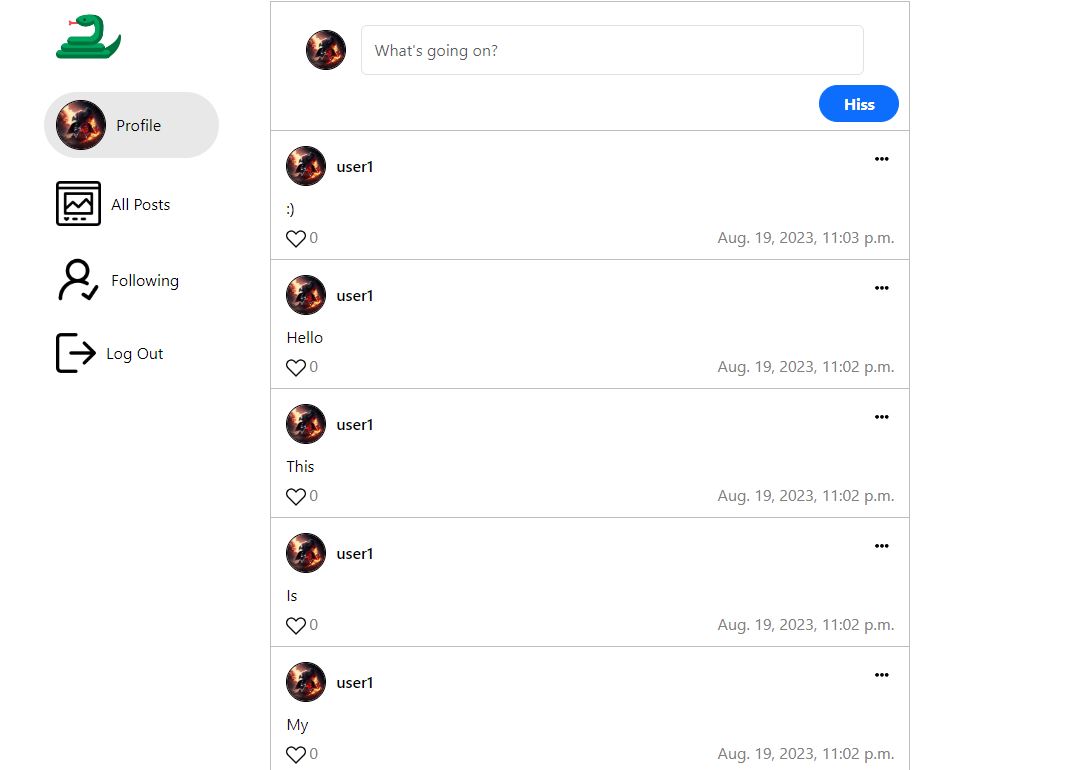 What's going on?
Hiss
Profile
All Posts
Following
Log Out
user1
:)
0 Aug. 19, 2023, 11:03 p.m.
user1
Hello
0 Aug. 19, 2023, 11:02 p.m.
user1
This
0 Aug. 19, 2023, 11:02 p.m.
user1
Is
0 Aug. 19, 2023, 11:02 p.m.
user1
My
0 Aug. 19, 2023, 11:02 p.m.